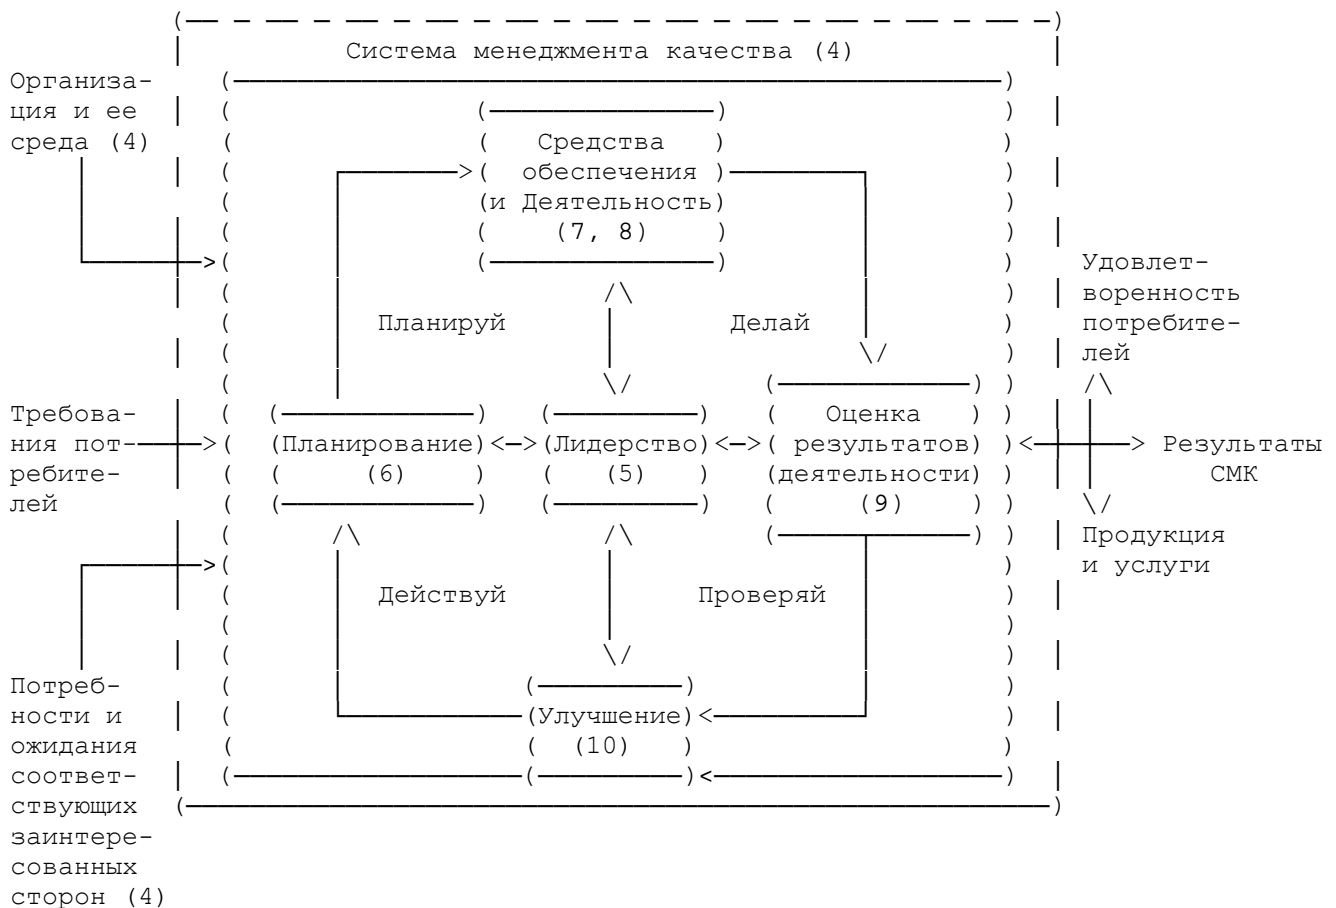 Система менеджмента качества (4)
Организа-
ция и ее
среда (4)
Средства
обеспечения
и Деятельность
(7, 8)
Удовлет-
воренность
потребите-
лей
Планируй
Делай
Требова-
ния пот-
ребите-
лей
Планирование
(6)
Лидерство
(5)
Оценка
результатов
деятельности
(9)
Результаты
СМК
Продукция
и услуги
Действуй
Проверяй
Потреб-
ности и
ожидания
соответ-
ствующих
заинтере-
сованных
сторон (4)
Улучшение
(10)